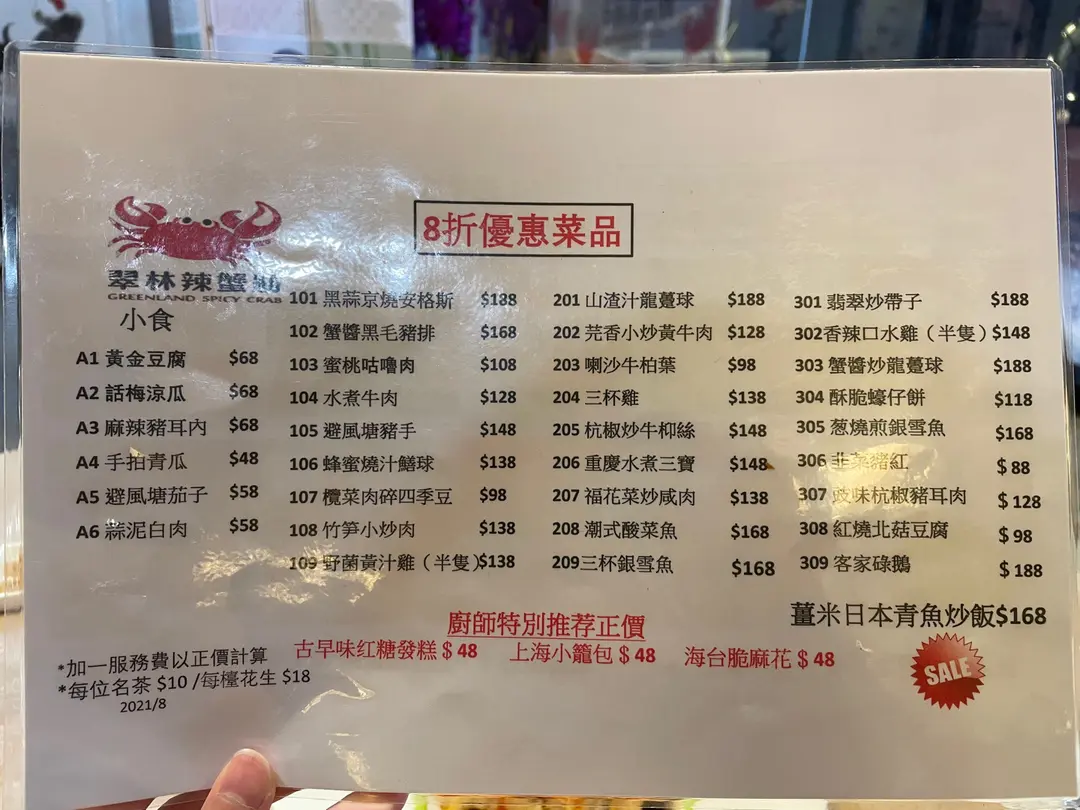 8折優惠菜品
翠林辣蟹
GREENLAND SPICY CRAB
小食
A1 黃金豆腐 $68
A2 話梅涼瓜 $68
A3 麻辣豬耳內 $68
A4 手拍青瓜 $48
A5 避風塘茄子 $58
A6 蒜泥白肉 $58
101 黑蒜京燒安格斯 $188
102 蟹醬黑毛豬排 $168
103 蜜桃咕嚕肉 $108
104 水煮牛肉 $128
105 避風塘豬手 $148
106 蜂蜜燒汁鱔球 $138
107 欖菜肉碎四季豆 $98
108 竹笋小炒肉 $138
109 野菌黃汁雞（半隻）$138
201 山渣汁龍躉球 $188
202 芫香小炒黃牛肉 $128
203 喇沙牛柏葉 $98
204 三杯雞 $138
205 杭椒炒牛柳絲 $148
206 重慶水煮三寶 $148
207 福花菜炒咸肉 $138
208 潮式酸菜魚 $168
209三杯銀雪魚 $168
301 翡翠炒帶子 $188
302香辣口水雞（半隻）$148
303 蟹醬炒龍躉球 $188
304 酥脆蠔仔餅 $118
305 葱燒煎銀雪魚 $168
306 韭菜豬紅 $88
307 豉味杭椒豬耳肉 $128
308 紅燒北菇豆腐 $98
309 客家碌鵝 $188
薑米日本青魚炒飯$168
廚師特別推荐正價
古早味红糖發糕 $48 上海小籠包 $48 海台脆麻花 $48
*加一服務費以正價計算
*每位名茶 $10 /每檯花生 $18
2021/8
SALE